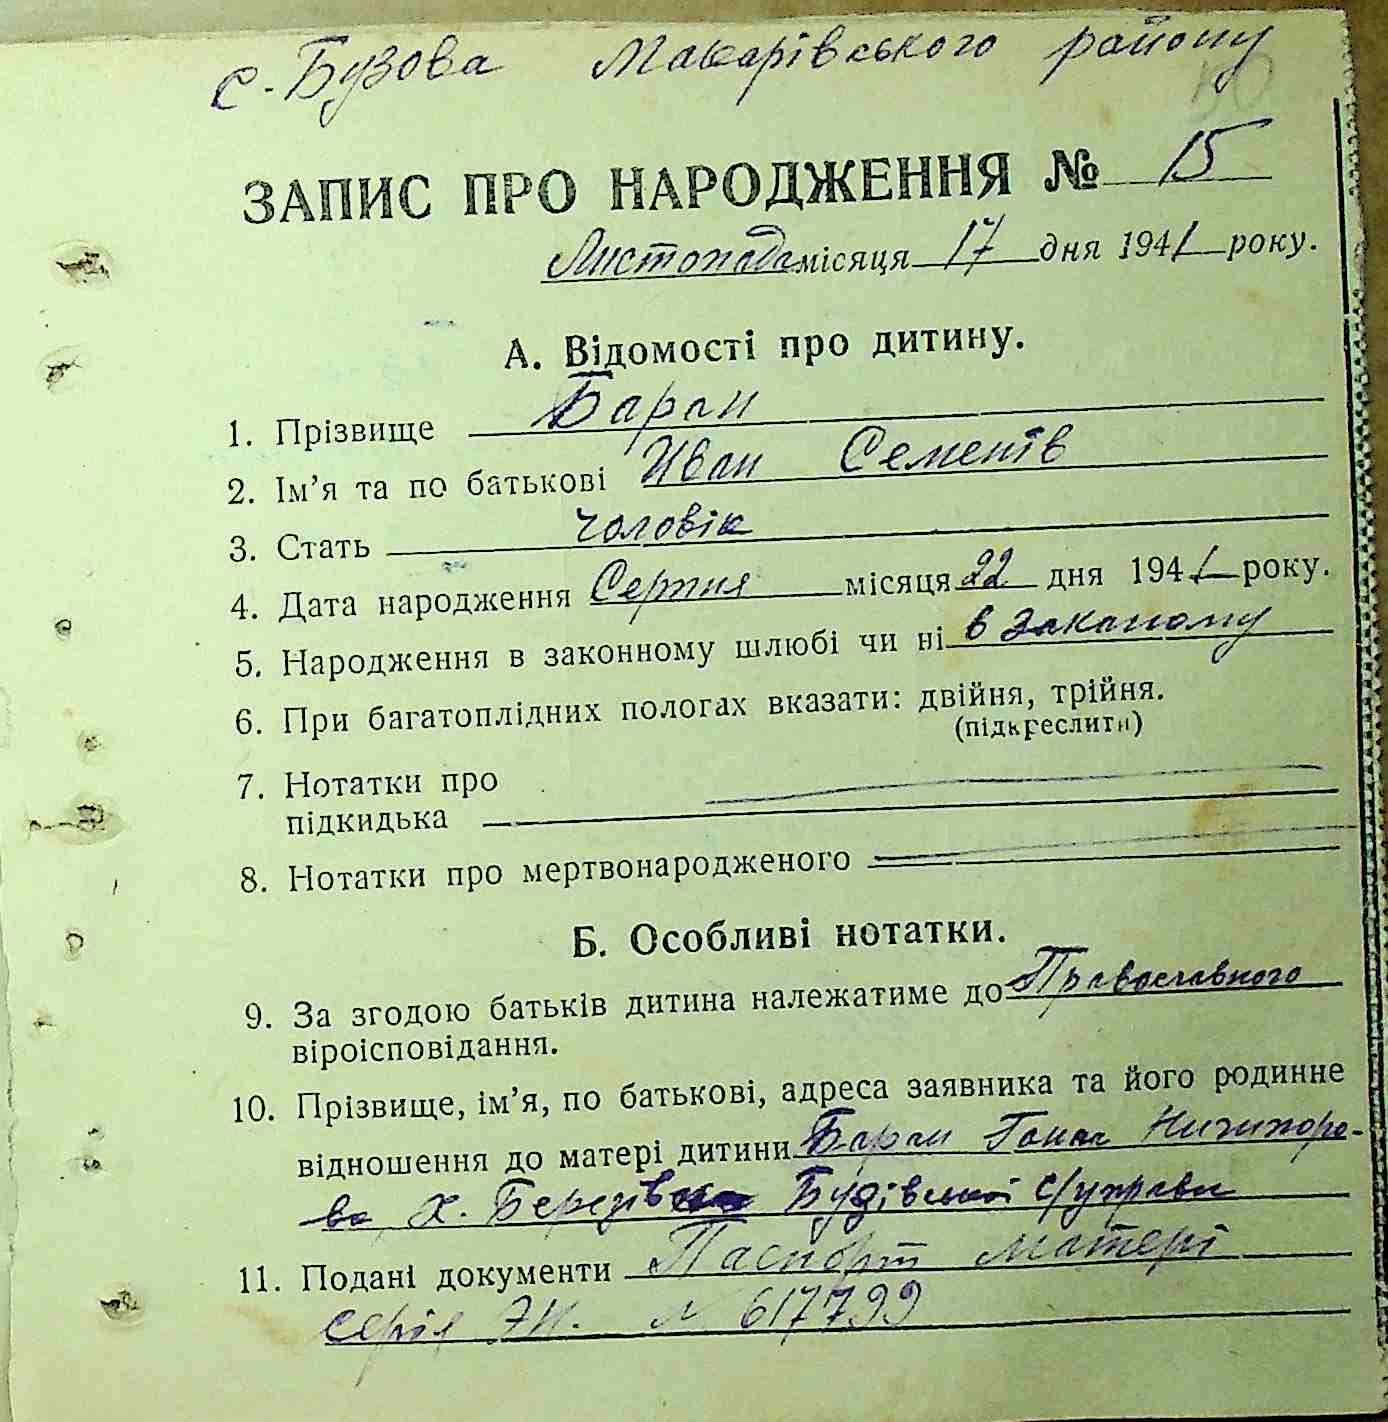 с. Бузова Макарівського району
ЗАПИС ПРО НАРОДЖЕННЯ № 15
Листопада місяця 17 дня 1941 року.
А. Відомості про дитину.
1. Прізвище Баран
2. Ім'я та по батькові Иван Семенів
3. Стать чоловік
4. Дата народження Серпня місяця 22 дня 1941 року.
5. Народження в законному шлюбі чи ні в законому
6. При багатоплідних пологах вказати: двійня, трійня.
(підкреслити)
7. Нотатки про
підкидька
8. Нотатки про мертвонародженого
Б. Особливі нотатки.
9. За згодою батьків дитина належатиме до Православного
віроісповідання.
10. Прізвище, ім'я, по батькові, адреса заявника та його родинне
відношення до матері дитини Баран Ганна Ничипоро-
ва х. Березівка С/управи
11. Подані документи Паспорт матері
серія № 617799